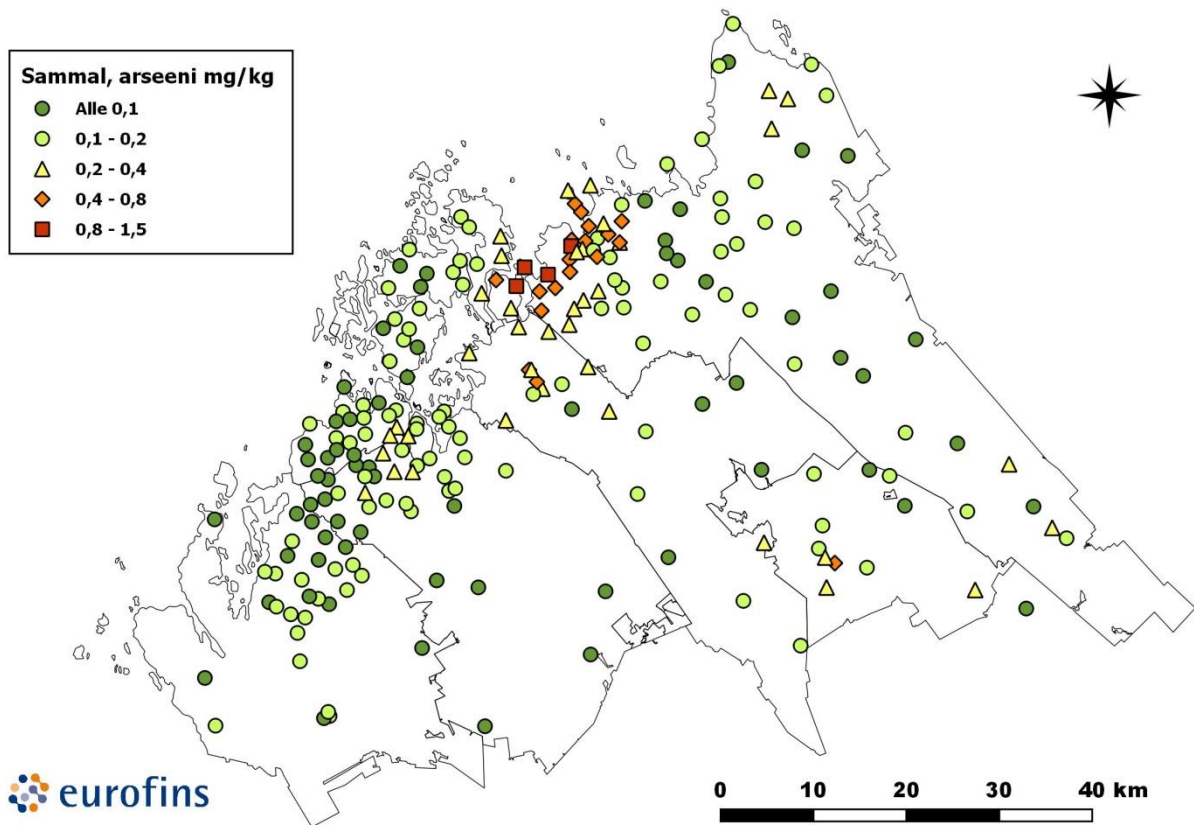 Sammal, arseeni mg/kg
Alle 0,1
0,1 - 0,2
0,2 - 0,4
0,4 - 0,8
0,8 - 1,5
eurofins
0 10 20 30 40 km